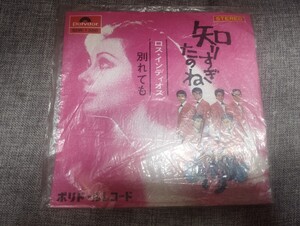 Polydor
STEREO
知りすぎ
たのね
ロス・インディオス
別れても
ポリドールレコード